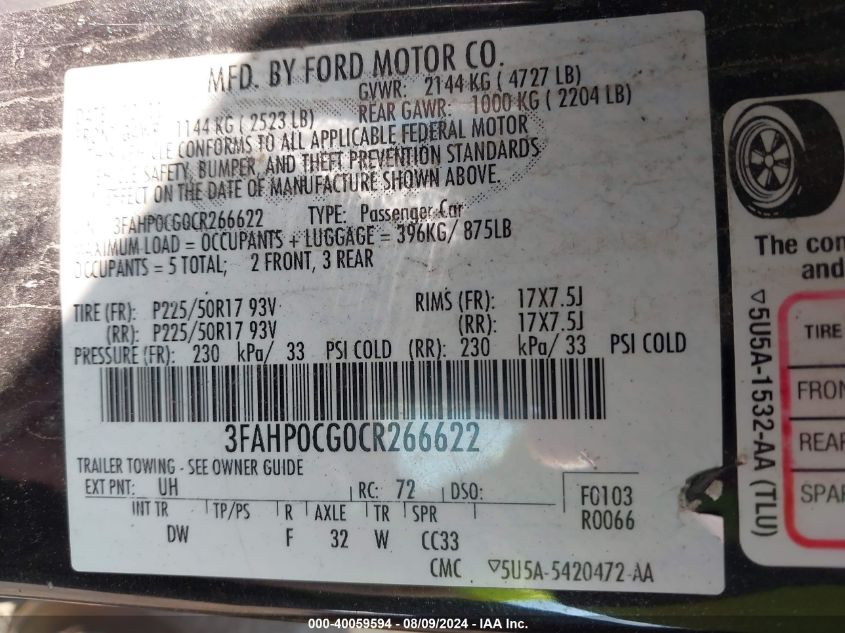 MFD. BY FORD MOTOR CO.
GVWR: 2144 KG ( 4727 LB)
1144 KG ( 2523 LB) REAR GAWR: 1000 KG ( 2204 LB)
CONFORMS TO ALL APPLICABLE FEDERAL MOTOR
SAFETY, BUMPER, AND THEFT PREVENTION STANDARDS
EFFECT ON THE DATE OF MANUFACTURE SHOWN ABOVE.
3FAHP0CG0CR266622 TYPE: Passenger Car
MAXIMUM LOAD = OCCUPANTS + LUGGAGE = 396KG/ 875LB
OCCUPANTS = 5 TOTAL; 2 FRONT, 3 REAR
TIRE (FR): P225/50R17 93V RIMS (FR): 17X7.5J
(RR): P225/50R17 93V (RR): 17X7.5J
PRESSURE (FR): 230 kPa/ 33 PSI COLD (RR): 230 kPa/ 33 PSI COLD
3FAHP0CG0CR266622
TRAILER TOWING - SEE OWNER GUIDE
EXT PNT: UH RC: 72 DSO: F0103
INT TR TP/PS R AXLE TR SPR R0066
DW F 32 W CC33
CMC ▽5U5A-5420472-AA
The
and
▽5U5A-1532-AA (TLU)
TIRE
FRON
REAR
SPAR
000-40059594 - 08/09/2024 - IAA Inc.